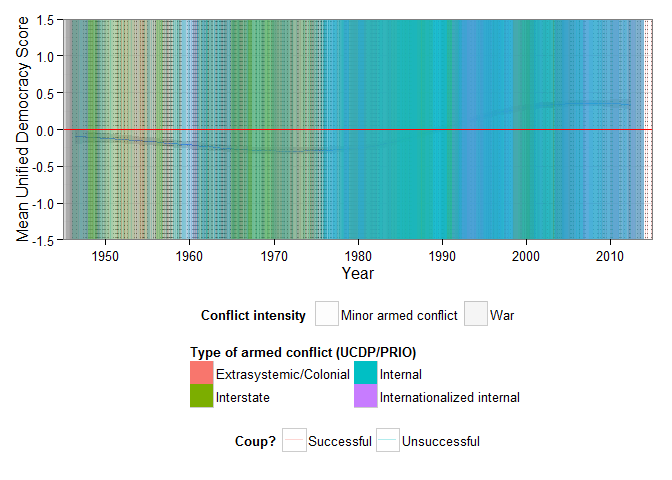 Mean Unified Democracy Score
1.5
1.0
0.5
0.0
-0.5
-1.0
-1.5
1950 1960 1970 1980 1990 2000 2010
Year
Conflict intensity Minor armed conflict War
Type of armed conflict (UCDP/PRIO)
Extrasystemic/Colonial Internal
Interstate Internationalized internal
Coup? Successful Unsuccessful